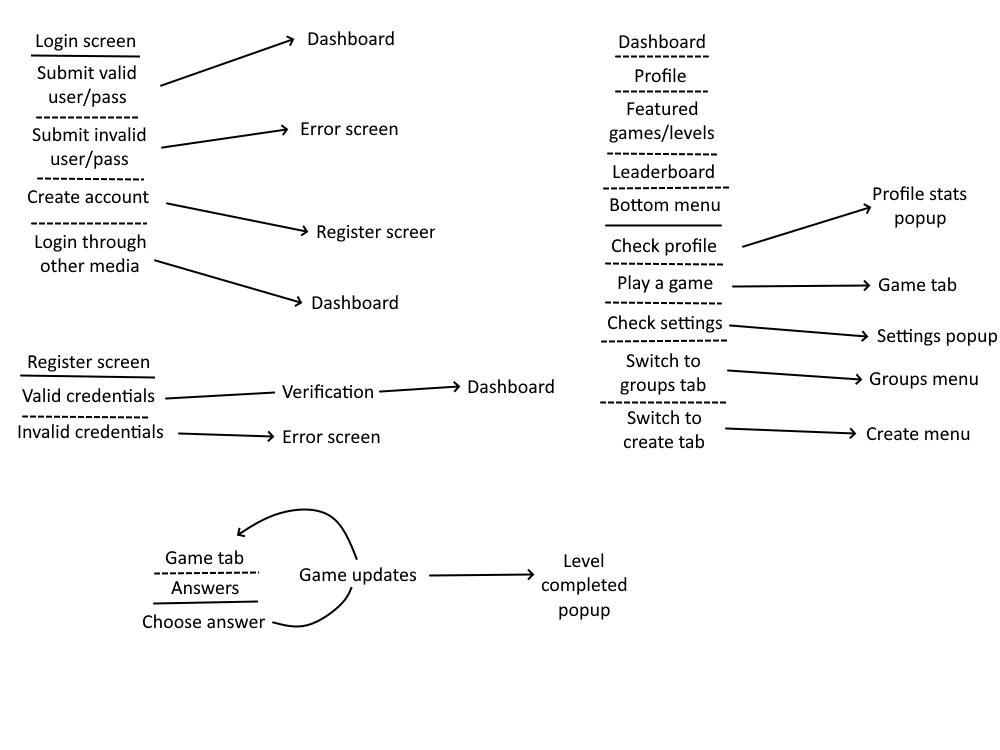 Login screen
Submit valid
user/pass
Dashboard
Submit invalid
user/pass
Error screen
Create account
Register screer
Login through
other media
Dashboard
Register screen
Valid credentials
Verification
Dashboard
Invalid credentials
Error screen
Dashboard
Profile
Featured
games/levels
Leaderboard
Bottom menu
Check profile
Profile stats
popup
Play a game
Game tab
Check settings
Settings popup
Switch to
groups tab
Groups menu
Switch to
create tab
Create menu
Game tab
Answers
Choose answer
Game updates
Level
completed
popup